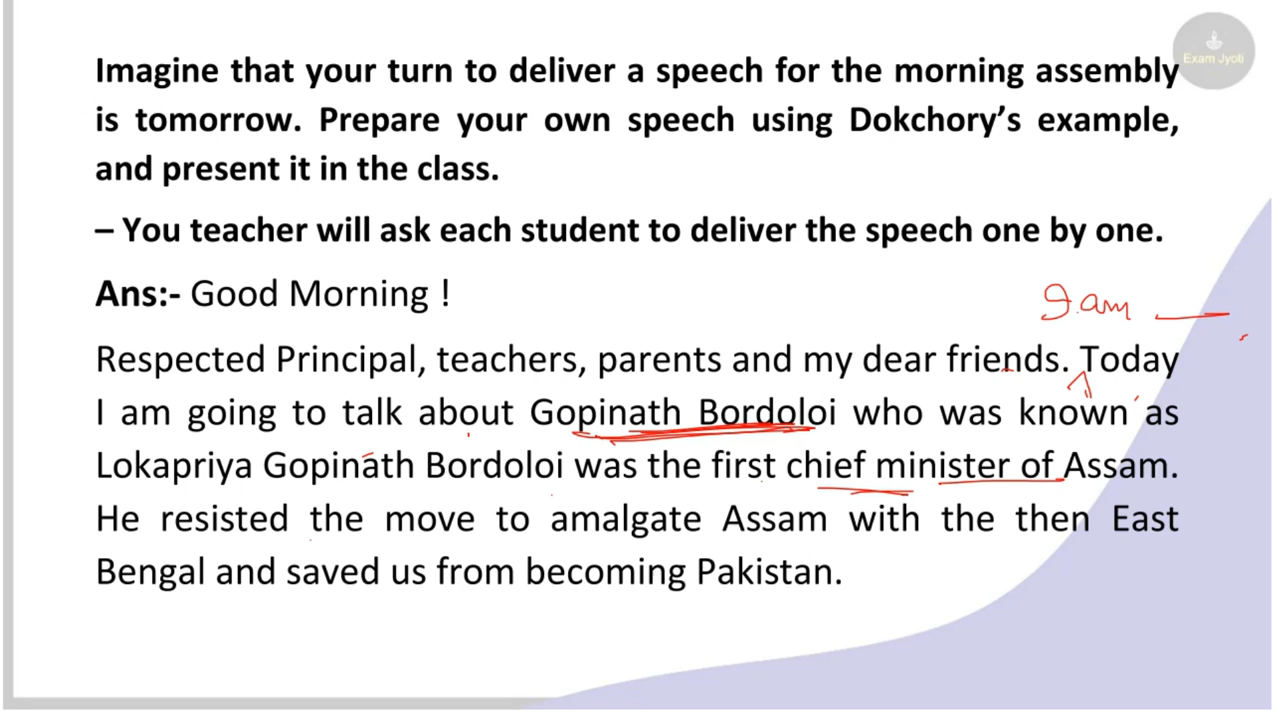 Exam Jyoti
Imagine that your turn to deliver a speech for the morning assembly
is tomorrow. Prepare your own speech using Dokchory’s example,
and present it in the class.
– You teacher will ask each student to deliver the speech one by one.
Ans:- Good Morning !
I am
Respected Principal, teachers, parents and my dear friends. Today
I am going to talk about Gopinath Bordoloi who was known as
Lokapriya Gopinath Bordoloi was the first chief minister of Assam.
He resisted the move to amalgate Assam with the then East
Bengal and saved us from becoming Pakistan.